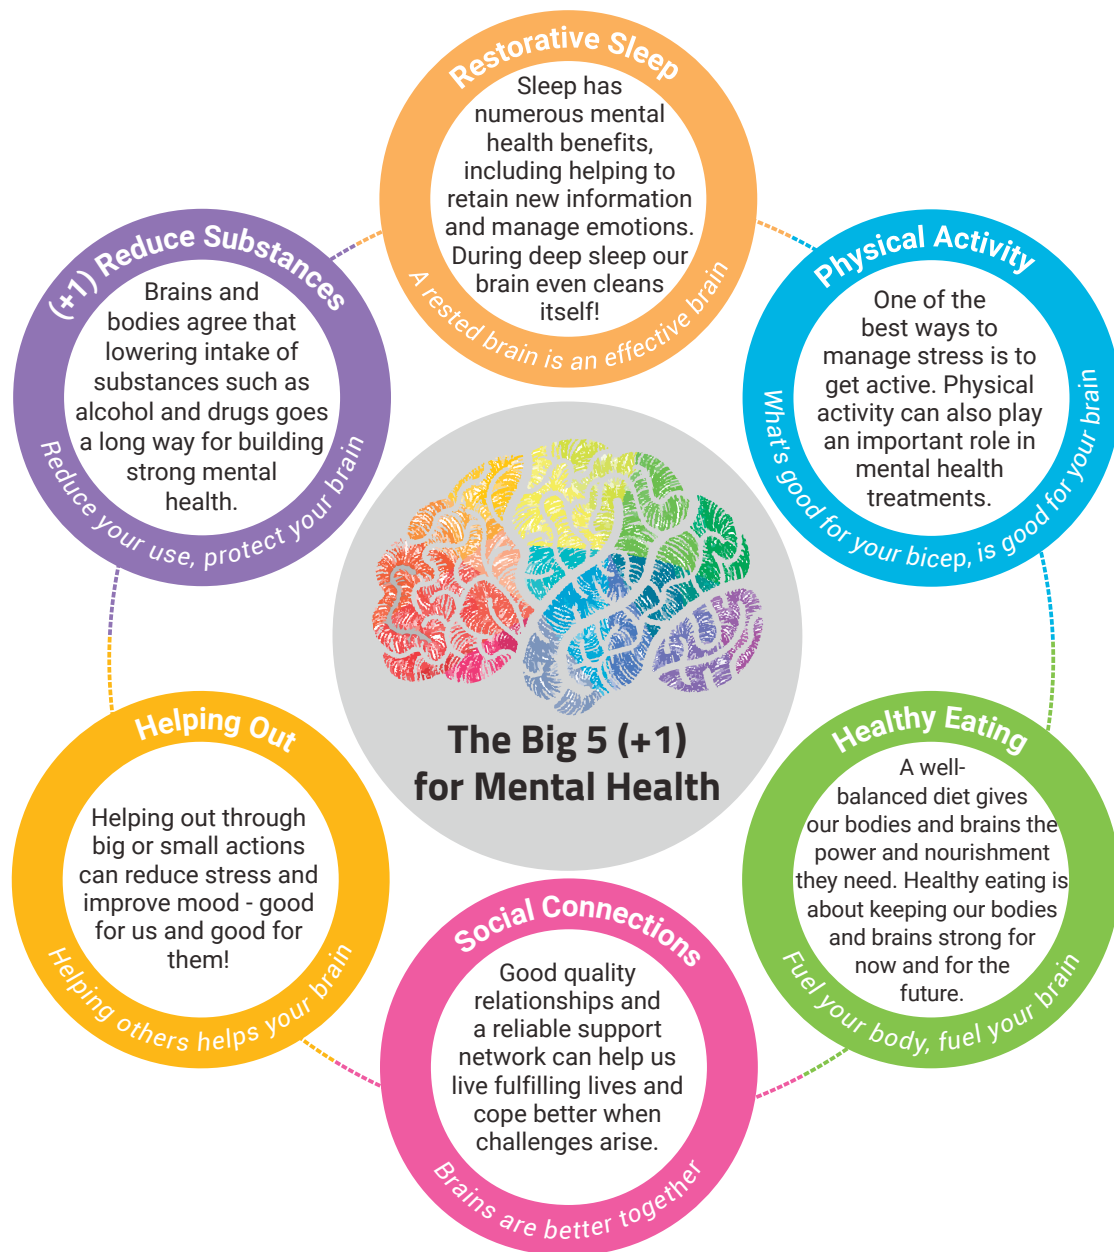 Restorative Sleep
Sleep has
numerous mental
health benefits,
including helping to
retain new information
and manage emotions.
During deep sleep our
brain even cleans
itself!
A rested brain is an effective brain
Physical Activity
One of the
best ways to
manage stress is to
get active. Physical
activity can also play
an important role in
mental health
treatments.
What's good for your bicep, is good for your brain
Healthy Eating
A well-
balanced diet gives
our bodies and brains the
power and nourishment
they need. Healthy eating is
about keeping our bodies
and brains strong for
now and for the
future.
Fuel your body, fuel your brain
Social Connections
Good quality
relationships and
a reliable support
network can help us
live fulfilling lives and
cope better when
challenges arise.
Brains are better together
Helping Out
Helping out through
big or small actions
can reduce stress and
improve mood - good
for us and good for
them!
Helping others helps your brain
(+1) Reduce Substances
Brains and
bodies agree that
lowering intake of
substances such as
alcohol and drugs goes
a long way for building
strong mental
health.
Reduce your use, protect your brain
The Big 5 (+1)
for Mental Health